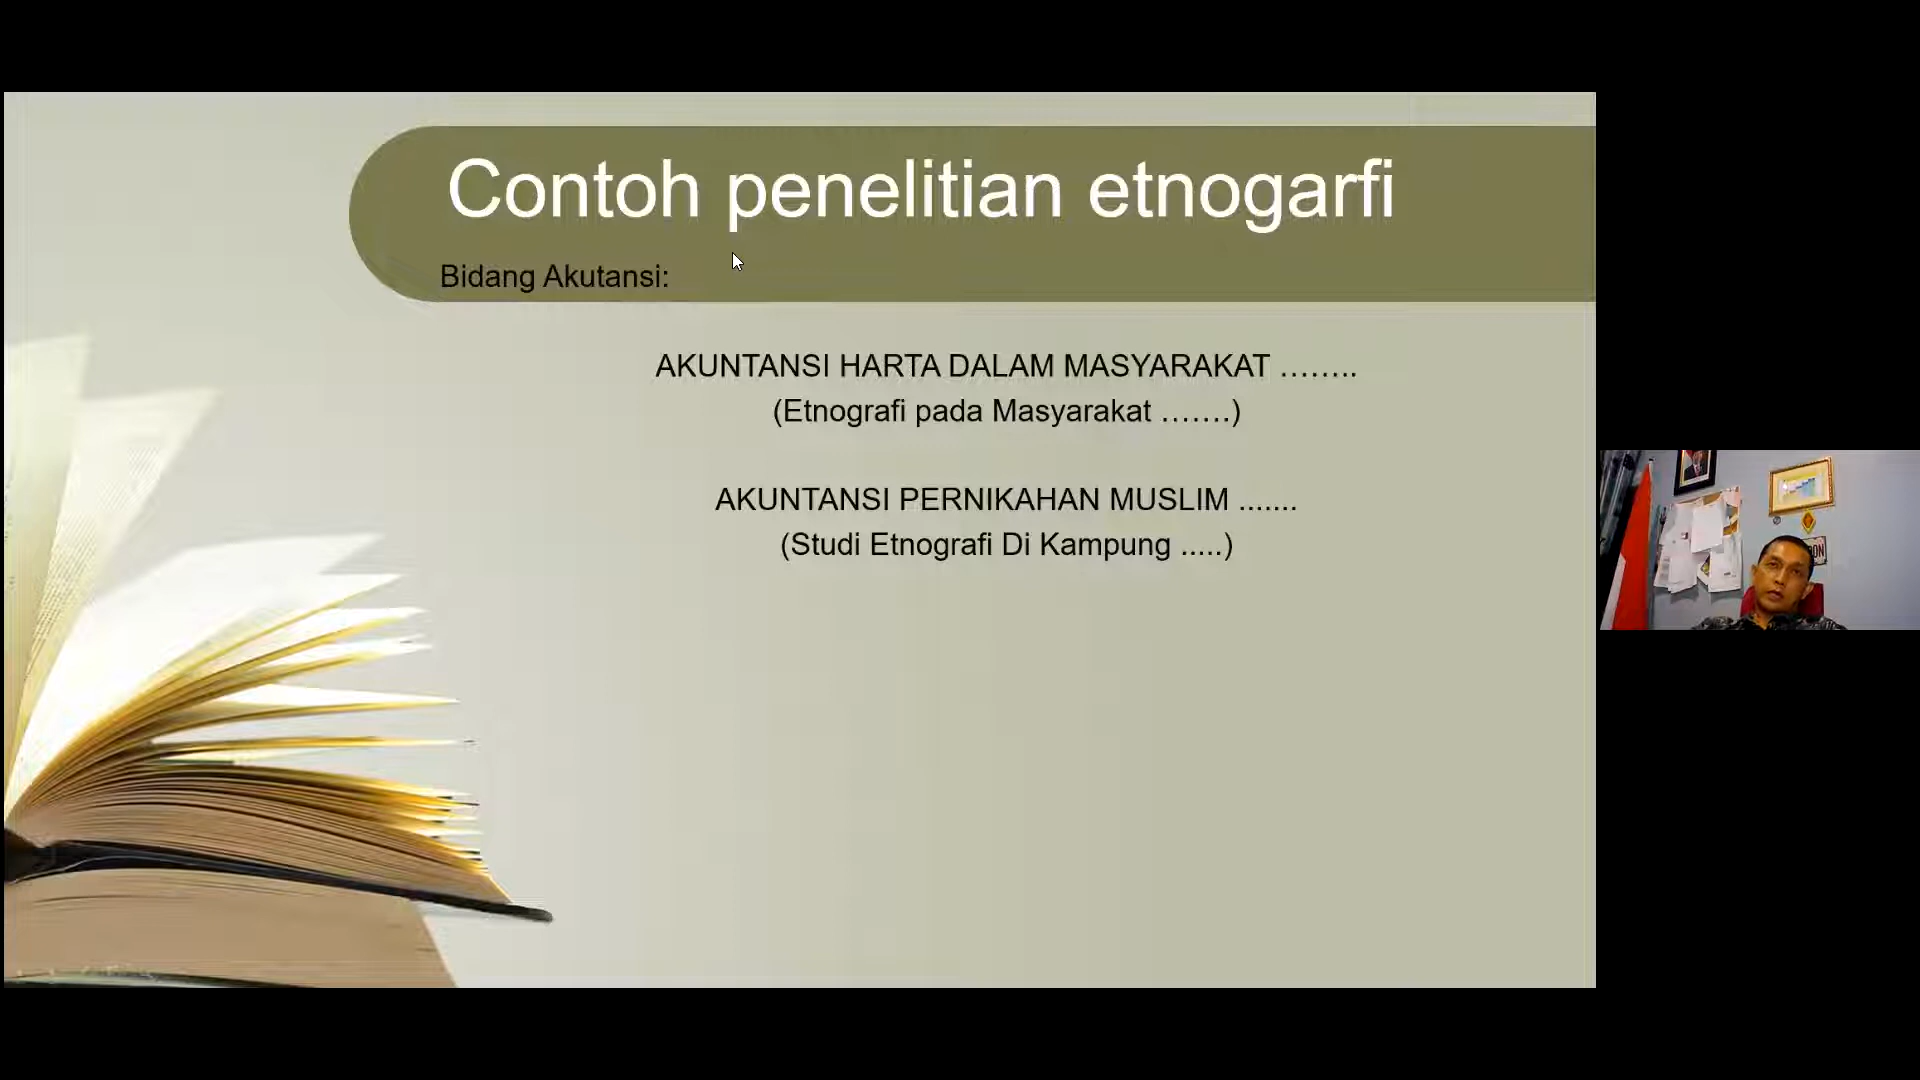 Contoh penelitian etnogarfi
Bidang Akutansi:
AKUNTANSI HARTA DALAM MASYARAKAT ……..
(Etnografi pada Masyarakat …….)
AKUNTANSI PERNIKAHAN MUSLIM .......
(Studi Etnografi Di Kampung .....)